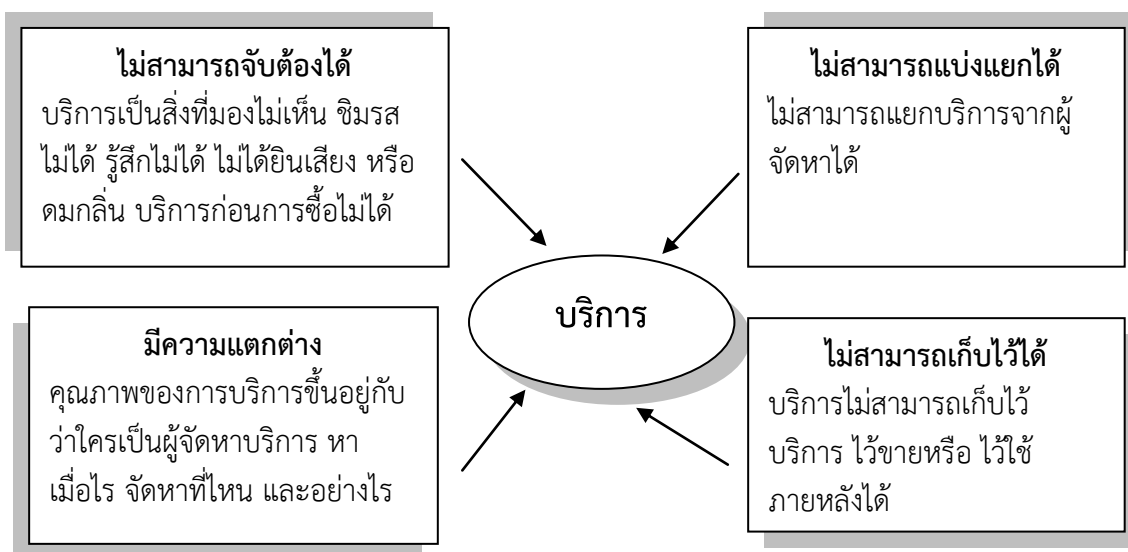 ไม่สามารถจับต้องได้
บริการเป็นสิ่งที่มองไม่เห็น ชิมรส
ไม่ได้ รู้สึกไม่ได้ ไม่ได้ยินเสียง หรือ
ดมกลิ่น บริการก่อนการซื้อไม่ได้
ไม่สามารถแบ่งแยกได้
ไม่สามารถแยกบริการจากผู้
จัดหาได้
บริการ
มีความแตกต่าง
คุณภาพของการบริการขึ้นอยู่กับ
ว่าใครเป็นผู้จัดหาบริการ หา
เมื่อไร จัดหาที่ไหน และอย่างไร
ไม่สามารถเก็บไว้ได้
บริการไม่สามารถเก็บไว้
บริการ ไว้ขายหรือ ไว้ใช้
ภายหลังได้